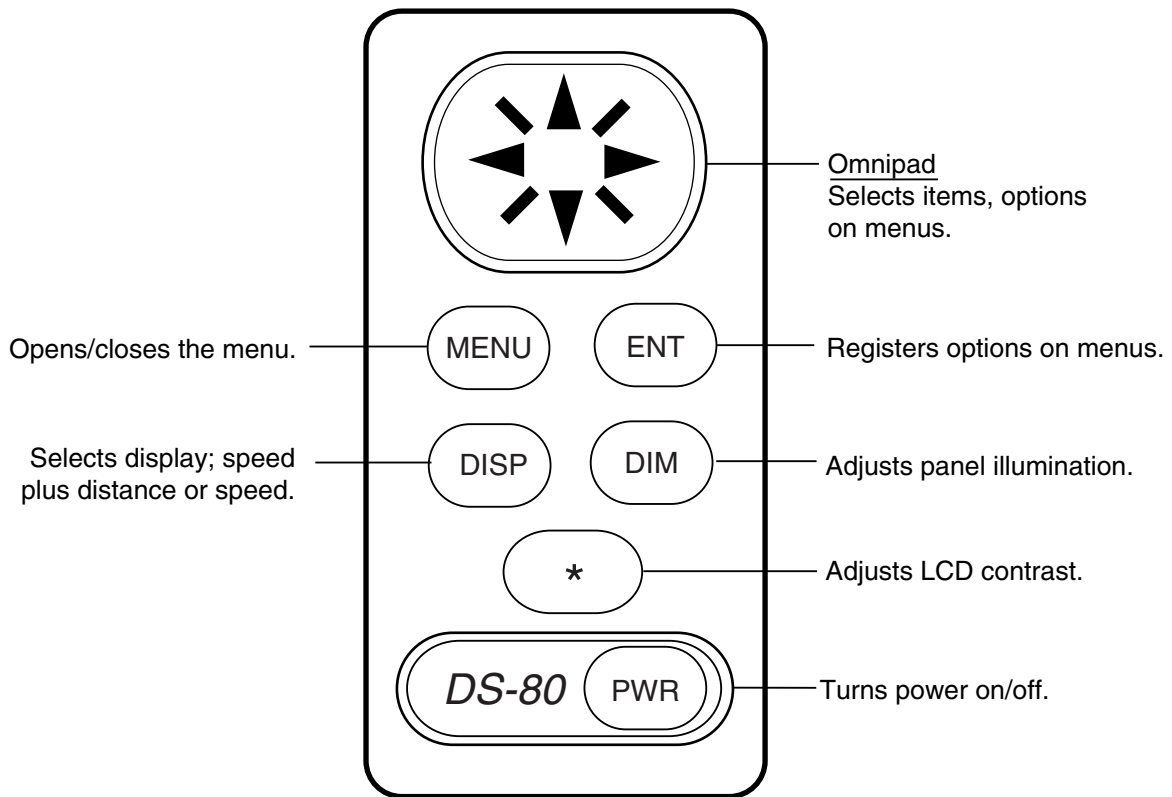 Omnipad
Selects items, options
on menus.
Opens/closes the menu.
MENU
ENT
Registers options on menus.
Selects display; speed
plus distance or speed.
DISP
DIM
Adjusts panel illumination.
*
Adjusts LCD contrast.
DS-80
PWR
Turns power on/off.